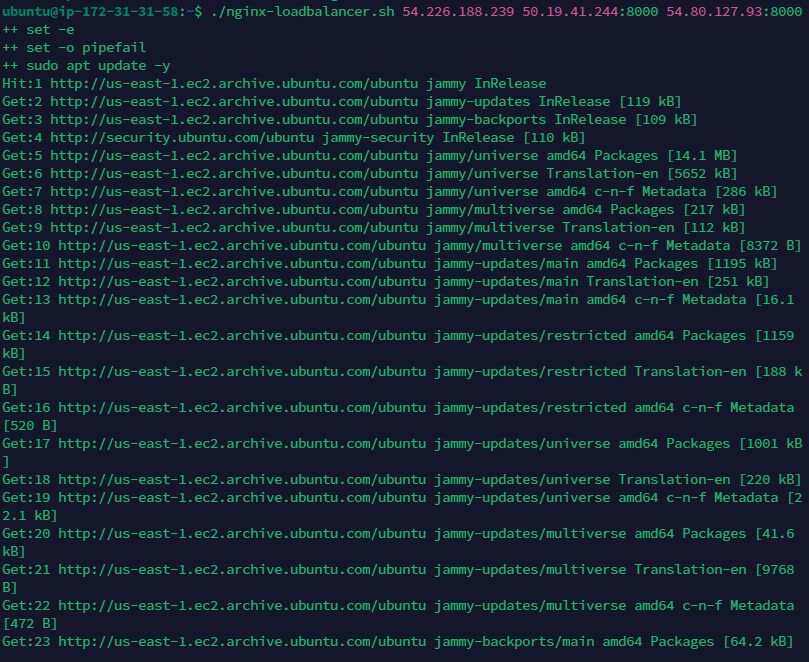 ubuntu@ip-172-31-31-58:~$ ./nginx-loadbalancer.sh 54.226.188.239 50.19.41.244:8000 54.80.127.93:8000
++ set -e
++ set -o pipefail
++ sudo apt update -y
Hit:1 http://us-east-1.ec2.archive.ubuntu.com/ubuntu jammy InRelease
Get:2 http://us-east-1.ec2.archive.ubuntu.com/ubuntu jammy-updates InRelease [119 kB]
Get:3 http://us-east-1.ec2.archive.ubuntu.com/ubuntu jammy-backports InRelease [109 kB]
Get:4 http://security.ubuntu.com/ubuntu jammy-security InRelease [110 kB]
Get:5 http://us-east-1.ec2.archive.ubuntu.com/ubuntu jammy/universe amd64 Packages [14.1 MB]
Get:6 http://us-east-1.ec2.archive.ubuntu.com/ubuntu jammy/universe Translation-en [5652 kB]
Get:7 http://us-east-1.ec2.archive.ubuntu.com/ubuntu jammy/universe amd64 c-n-f Metadata [286 kB]
Get:8 http://us-east-1.ec2.archive.ubuntu.com/ubuntu jammy/multiverse amd64 Packages [217 kB]
Get:9 http://us-east-1.ec2.archive.ubuntu.com/ubuntu jammy/multiverse Translation-en [112 kB]
Get:10 http://us-east-1.ec2.archive.ubuntu.com/ubuntu jammy/multiverse amd64 c-n-f Metadata [8372 B]
Get:11 http://us-east-1.ec2.archive.ubuntu.com/ubuntu jammy-updates/main amd64 Packages [1195 kB]
Get:12 http://us-east-1.ec2.archive.ubuntu.com/ubuntu jammy-updates/main Translation-en [251 kB]
Get:13 http://us-east-1.ec2.archive.ubuntu.com/ubuntu jammy-updates/main amd64 c-n-f Metadata [16.1
kB]
Get:14 http://us-east-1.ec2.archive.ubuntu.com/ubuntu jammy-updates/restricted amd64 Packages [1159
kB]
Get:15 http://us-east-1.ec2.archive.ubuntu.com/ubuntu jammy-updates/restricted Translation-en [188 k
B]
Get:16 http://us-east-1.ec2.archive.ubuntu.com/ubuntu jammy-updates/restricted amd64 c-n-f Metadata
[520 B]
Get:17 http://us-east-1.ec2.archive.ubuntu.com/ubuntu jammy-updates/universe amd64 Packages [1001 kB
]
Get:18 http://us-east-1.ec2.archive.ubuntu.com/ubuntu jammy-updates/universe Translation-en [220 kB]
Get:19 http://us-east-1.ec2.archive.ubuntu.com/ubuntu jammy-updates/universe amd64 c-n-f Metadata [2
2.1 kB]
Get:20 http://us-east-1.ec2.archive.ubuntu.com/ubuntu jammy-updates/multiverse amd64 Packages [41.6
kB]
Get:21 http://us-east-1.ec2.archive.ubuntu.com/ubuntu jammy-updates/multiverse Translation-en [9768
B]
Get:22 http://us-east-1.ec2.archive.ubuntu.com/ubuntu jammy-updates/multiverse amd64 c-n-f Metadata
[472 B]
Get:23 http://us-east-1.ec2.archive.ubuntu.com/ubuntu jammy-backports/main amd64 Packages [64.2 kB]